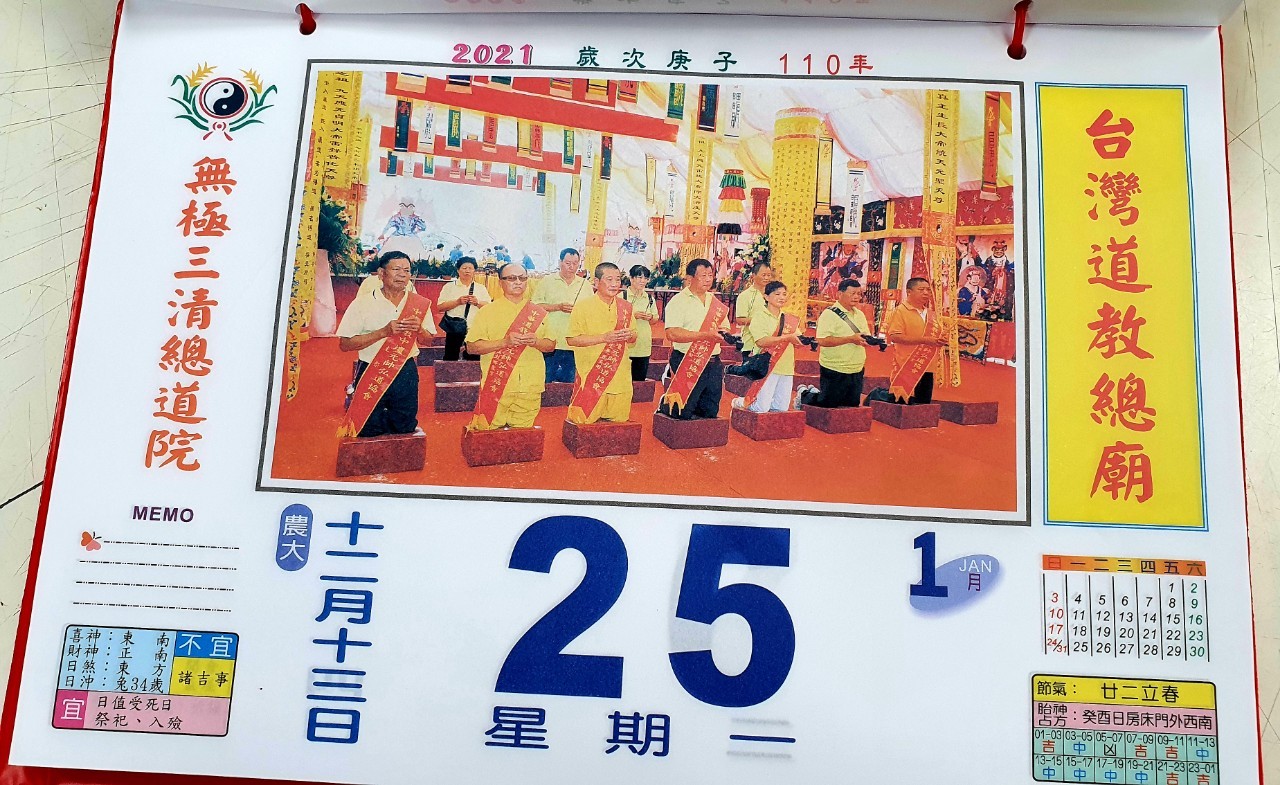 2021 歲次庚子 110年
無極三清總道院
台灣道教總廟
MEMO
農大
十二月十三日
25
星期一
1
JAN
月
日一二三四五六
1 2
3 4 5 6 7 8 9
10 11 12 13 14 15 16
17 18 19 20 21 22 23
24/31 25 26 27 28 29 30
喜神：東南
財神：正南
日煞：東方
日沖：兔34歲
不宜
諸吉事
宜
日值受死日
祭祀、入殮
節氣：廿二立春
胎神占方：癸酉日房床門外西南
01-03 03-05 05-07 07-09 09-11 11-13
吉 中 凶 吉 吉 中
13-15 15-17 17-19 19-21 21-23 23-01
中 中 中 中 吉 吉